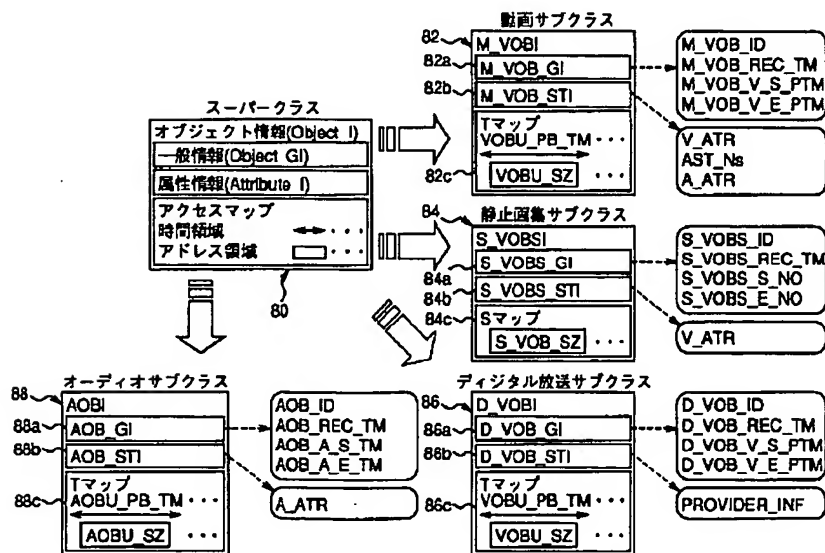 動画サブクラス
82
M_VOBI
82a
M_VOB_GI
82b
M_VOB_STI
Tマップ
VOBU_PB_TM ・・・
82c
VOBU_SZ ・・・
M_VOB_ID
M_VOB_REC_TM
M_VOB_V_S_PTM
M_VOB_V_E_PTM
V_ATR
AST_Ns
A_ATR
スーパークラス
オブジェクト情報(Object_I)
一般情報(Object_GI)
属性情報(Attribute_I)
アクセスマップ
時間領域 ・・・
アドレス領域 ・・・
80
静止画集サブクラス
84
S_VOBSI
84a
S_VOBS_GI
84b
S_VOBS_STI
84c
Sマップ
S_VOB_SZ ・・・
S_VOBS_ID
S_VOBS_REC_TM
S_VOBS_S_NO
S_VOBS_E_NO
V_ATR
オーディオサブクラス
88
AOBI
88a
AOB_GI
88b
AOB_STI
88c
Tマップ
AOBU_PB_TM ・・・
AOBU_SZ ・・・
AOB_ID
AOB_REC_TM
AOB_A_S_TM
AOB_A_E_TM
A_ATR
ディジタル放送サブクラス
86
D_VOBI
86a
D_VOB_GI
86b
D_VOB_STI
86c
Tマップ
VOBU_PB_TM ・・・
VOBU_SZ ・・・
D_VOB_ID
D_VOB_REC_TM
D_VOB_V_S_PTM
D_VOB_V_E_PTM
PROVIDER_INF